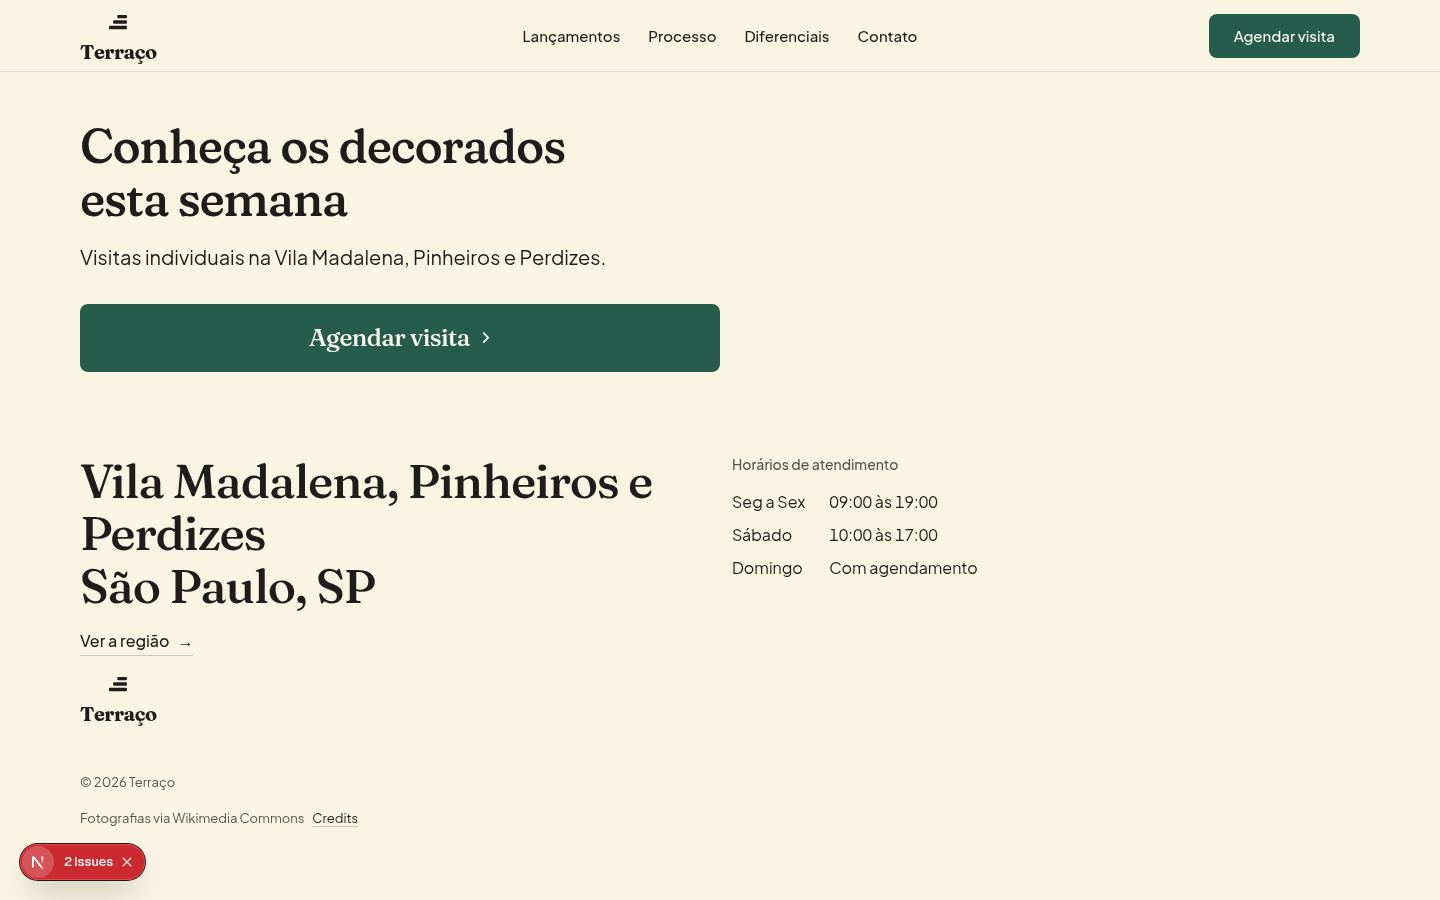 Terraço
Lançamentos
Processo
Diferenciais
Contato
Agendar visita
Conheça os decorados
esta semana
Visitas individuais na Vila Madalena, Pinheiros e Perdizes.
Agendar visita
Vila Madalena, Pinheiros e
Perdizes
São Paulo, SP
Ver a região →
Horários de atendimento
Seg a Sex 09:00 às 19:00
Sábado 10:00 às 17:00
Domingo Com agendamento
Terraço
© 2026 Terraço
Fotografias via Wikimedia Commons Credits
N 2 Issues